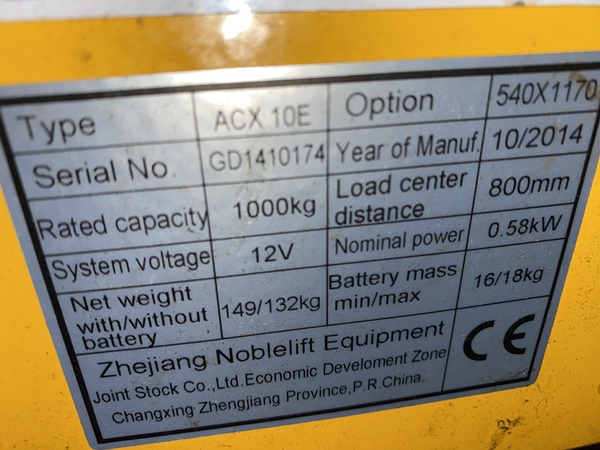 Type ACX 10E Option 540X1170
Serial No. GD1410174 Year of Manuf. 10/2014
Rated capacity 1000kg Load center distance 800mm
System voltage 12V Nominal power 0.58kW
Net weight with/without battery 149/132kg Battery mass min/max 16/18kg
Zhejiang Noblelift Equipment
Joint Stock Co.,Ltd.Economic Develoment Zone
Changxing Zhengjiang Province,P.R.China
CE